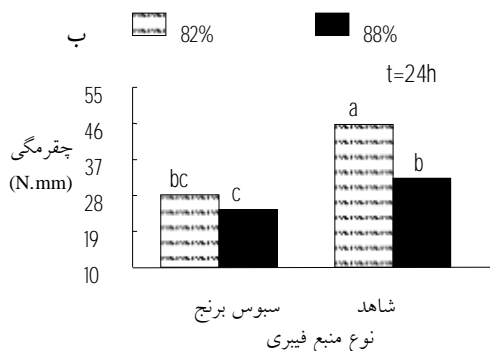 ب
82% 88%
t=24h
55
46
37
28
19
10
چقرمگی
(N.mm)
bc c a b
سبوس برنج شاهد
نوع منبع فیبری